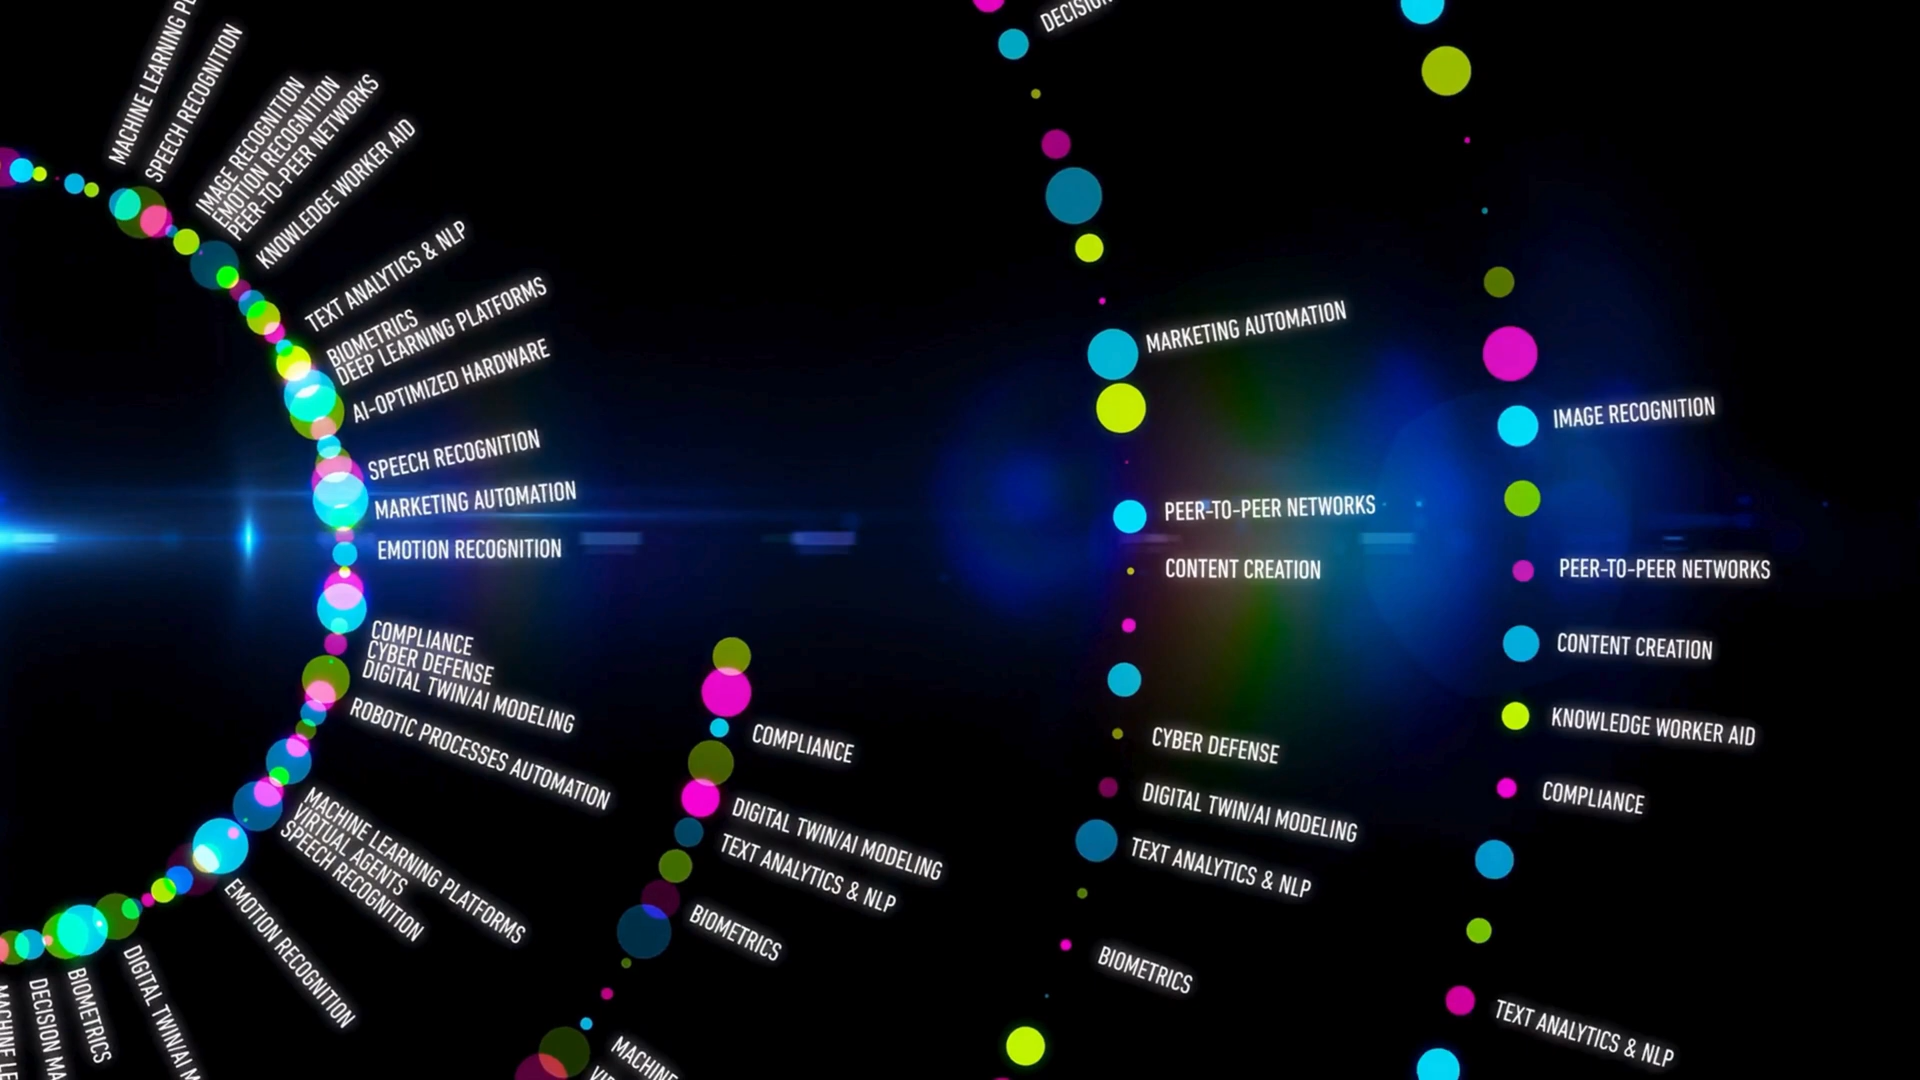 MACHINE LEARNING
SPEECH RECOGNITION
IMAGE RECOGNITION
EMOTION RECOGNITION
PEER-TO-PEER NETWORKS
KNOWLEDGE WORKER AID
TEXT ANALYTICS & NLP
BIOMETRICS
DEEP LEARNING PLATFORMS
AI-OPTIMIZED HARDWARE
SPEECH RECOGNITION
MARKETING AUTOMATION
EMOTION RECOGNITION
COMPLIANCE
CYBER DEFENSE
DIGITAL TWIN/AI MODELING
ROBOTIC PROCESSES AUTOMATION
MACHINE LEARNING PLATFORMS
VIRTUAL AGENTS
SPEECH RECOGNITION
EMOTION RECOGNITION
DIGITAL TWIN/AI
BIOMETRICS
DECISION
MACHINE
COMPLIANCE
DIGITAL TWIN/AI MODELING
TEXT ANALYTICS & NLP
BIOMETRICS
MACHINE
DECISION
MARKETING AUTOMATION
PEER-TO-PEER NETWORKS
CONTENT CREATION
CYBER DEFENSE
DIGITAL TWIN/AI MODELING
TEXT ANALYTICS & NLP
BIOMETRICS
IMAGE RECOGNITION
PEER-TO-PEER NETWORKS
CONTENT CREATION
KNOWLEDGE WORKER AID
COMPLIANCE
TEXT ANALYTICS & NLP